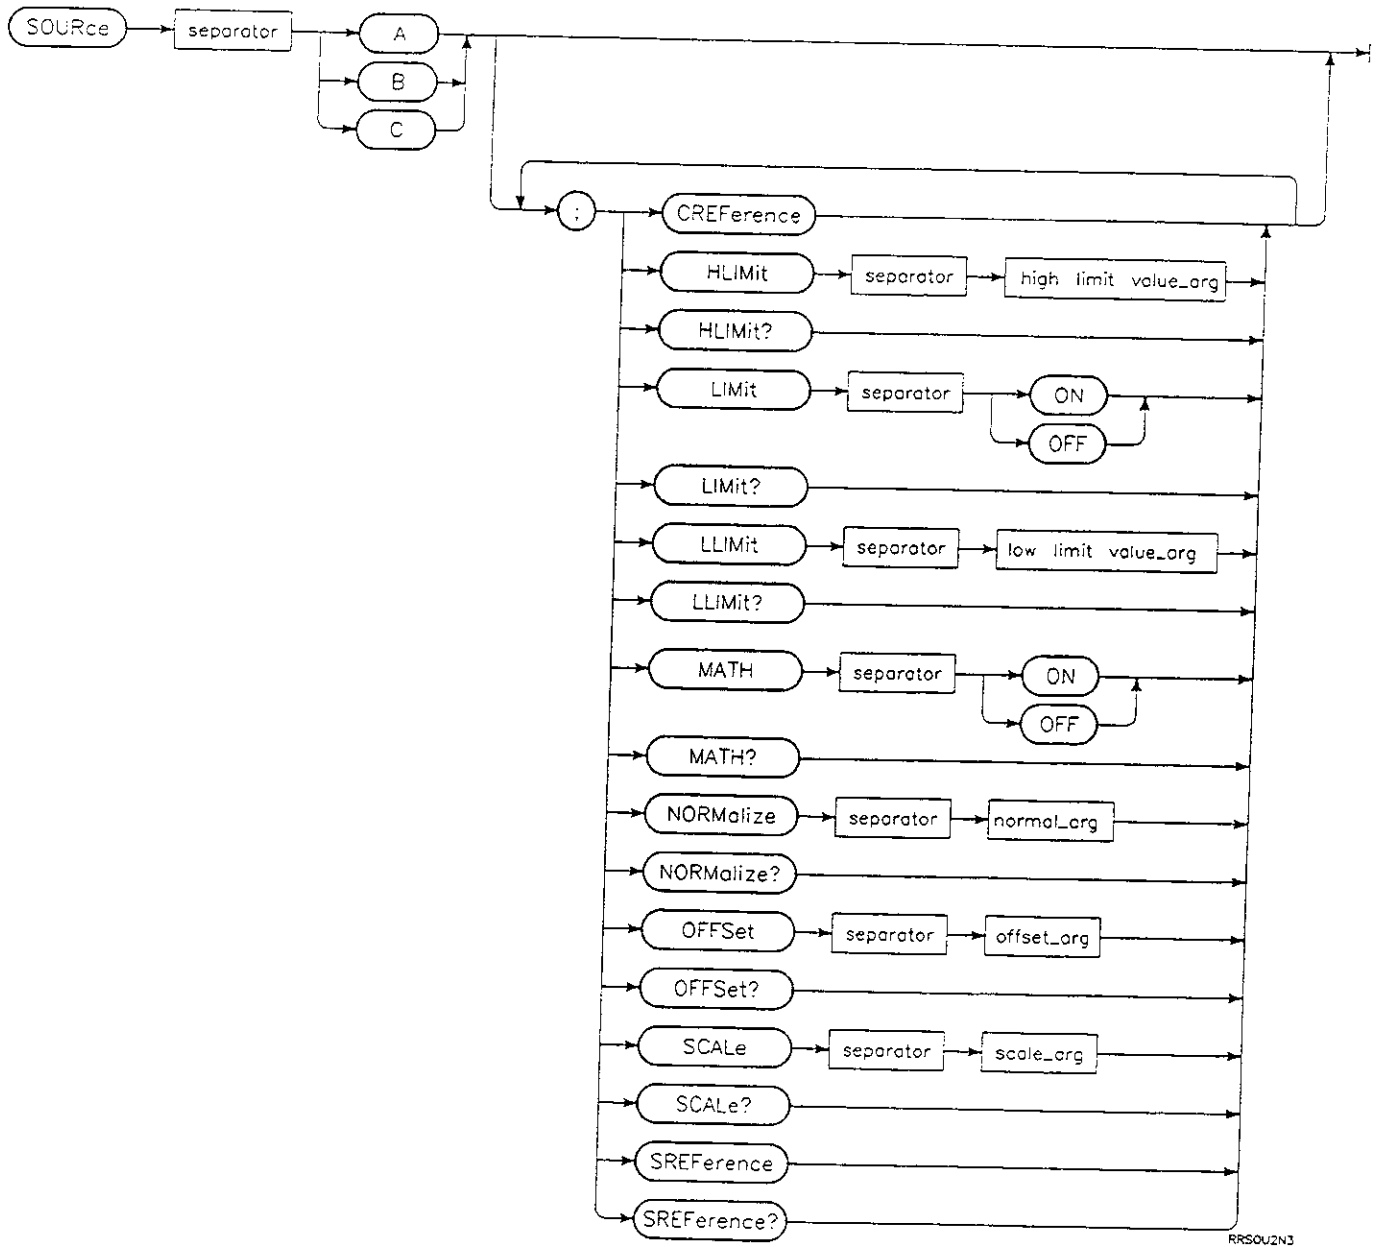 SOURce separator A
B
C
; CREFerence
HLIMit separator high limit value_arg
HLIMit?
LIMit separator ON
OFF
LIMit?
LLIMit separator low limit value_arg
LLIMit?
MATH separator ON
OFF
MATH?
NORMalize separator normal_arg
NORMalize?
OFFSet separator offset_arg
OFFSet?
SCALe separator scale_arg
SCALe?
SREFerence
SREFerence?
RRSOU2N3